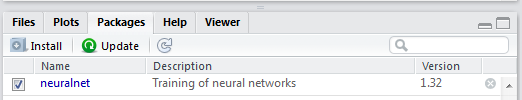 Files Plots Packages Help Viewer
Install Update
Name Description Version
neuralnet Training of neural networks 1.32